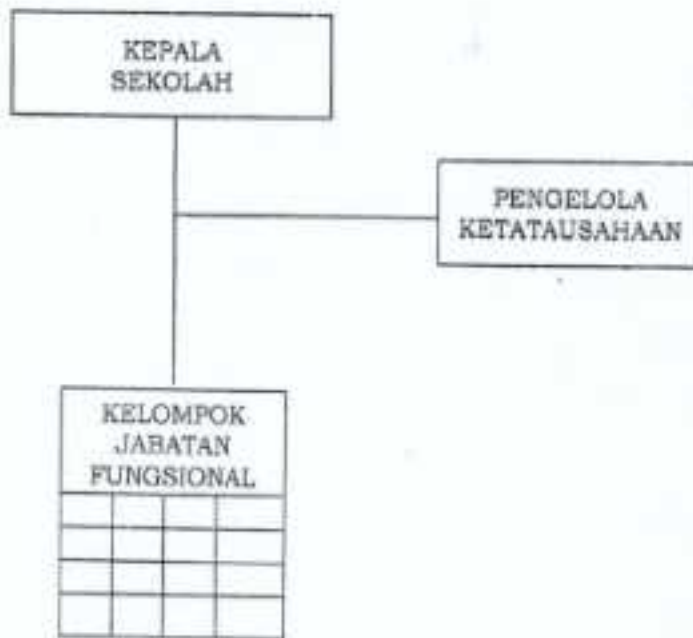 KEPALA
SEKOLAH
PENGELOLA
KETATAUSAHAAN
KELOMPOK
JABATAN
FUNGSIONAL